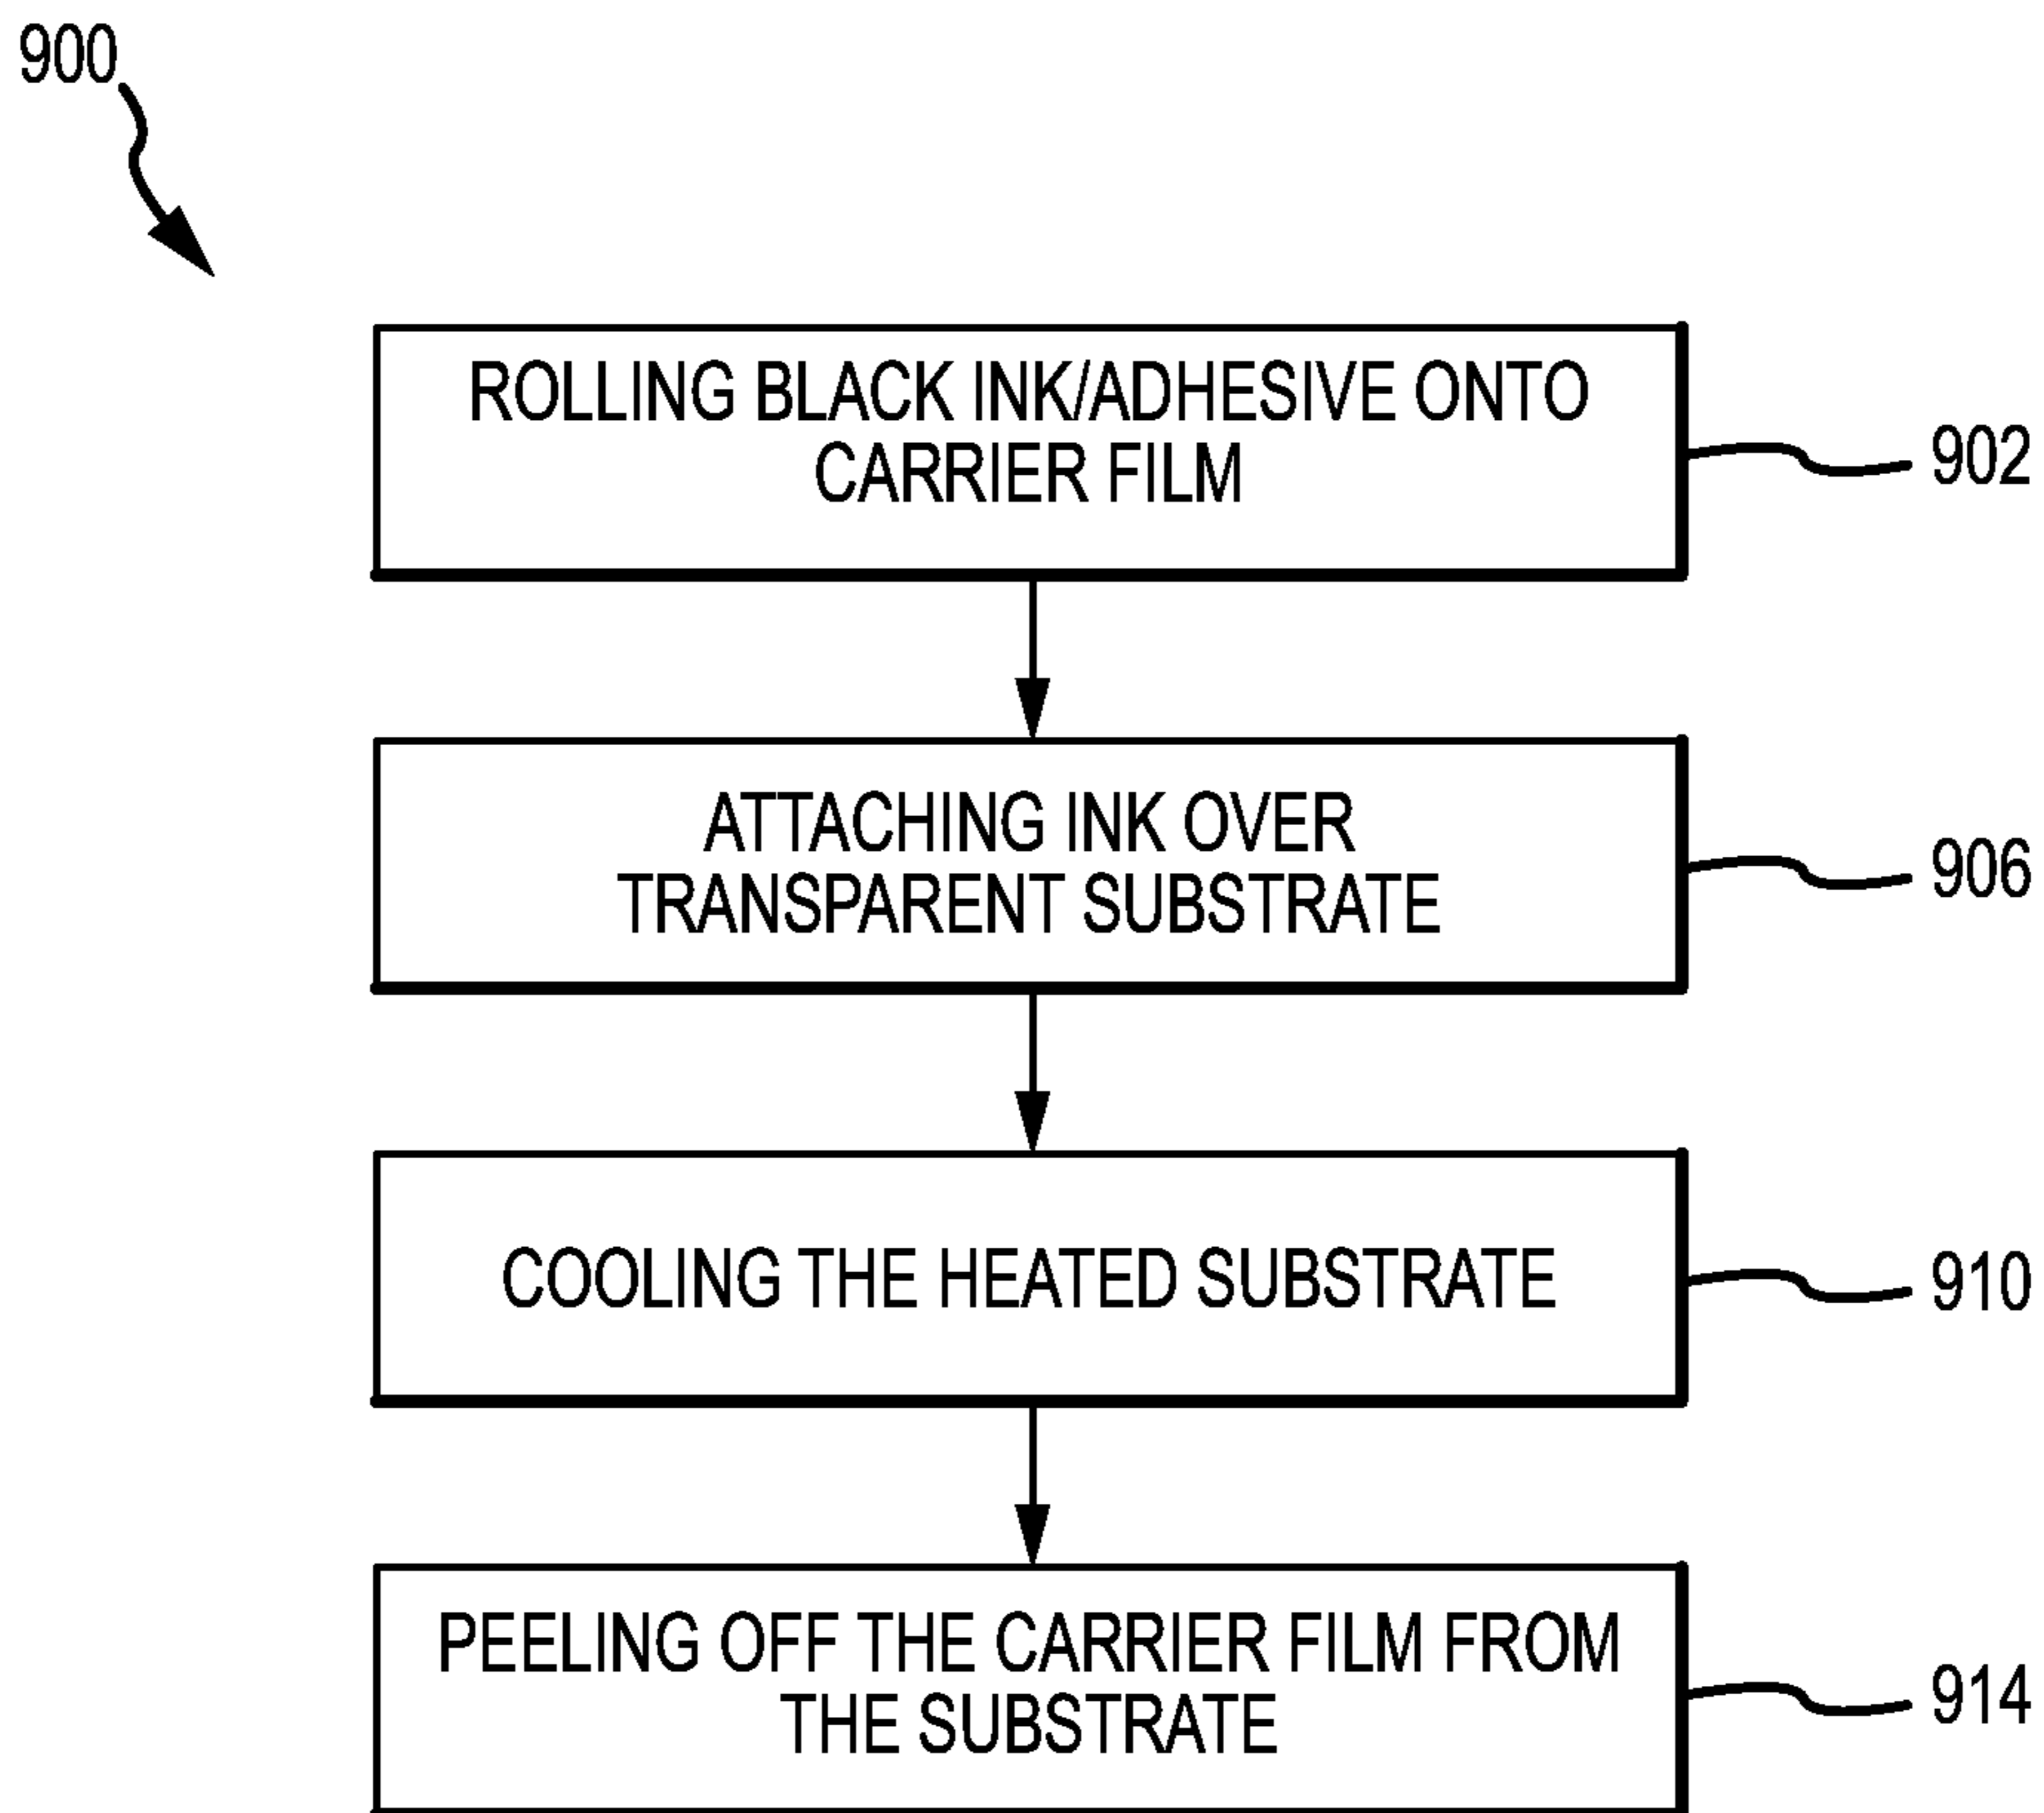 900
ROLLING BLACK INK/ADHESIVE ONTO
CARRIER FILM
902
ATTACHING INK OVER
TRANSPARENT SUBSTRATE
906
COOLING THE HEATED SUBSTRATE
910
PEELING OFF THE CARRIER FILM FROM
THE SUBSTRATE
914